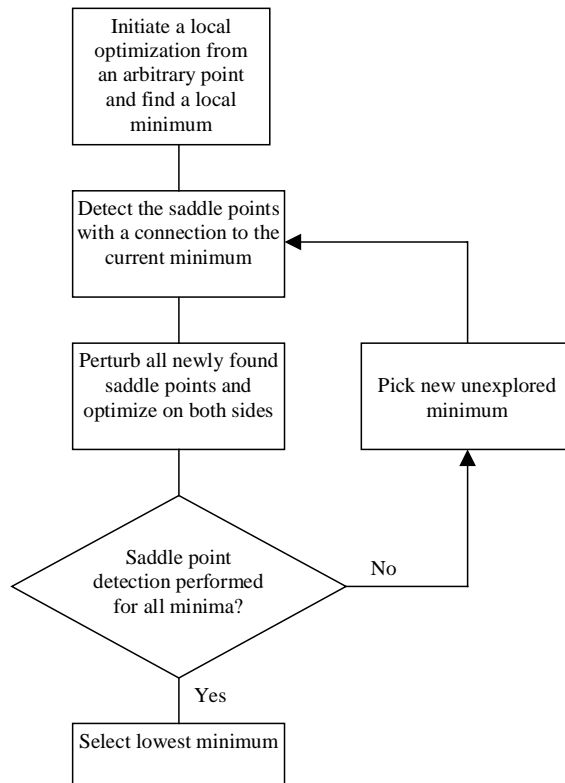 Initiate a local
optimization from
an arbitrary point
and find a local
minimum
Detect the saddle points
with a connection to the
current minimum
Perturb all newly found
saddle points and
optimize on both sides
Pick new unexplored
minimum
Saddle point
detection performed
for all minima?
No
Yes
Select lowest minimum